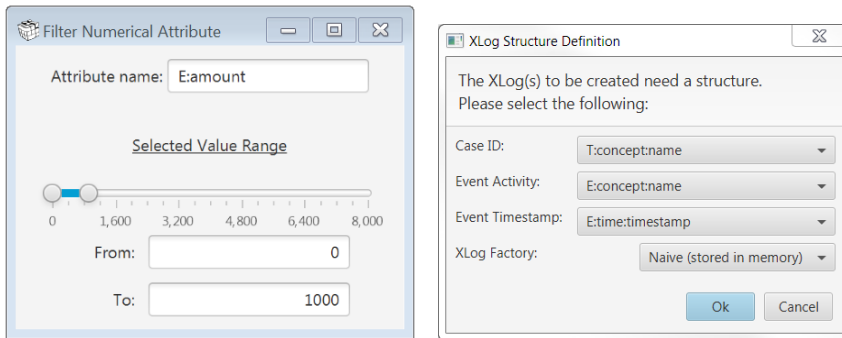 Filter Numerical Attribute
Attribute name: E:amount
Selected Value Range
0 1,600 3,200 4,800 6,400 8,000
From: 0
To: 1000
XLog Structure Definition
The XLog(s) to be created need a structure.
Please select the following:
Case ID: T:concept:name
Event Activity: E:concept:name
Event Timestamp: E:time:timestamp
XLog Factory: Naive (stored in memory)
Ok Cancel